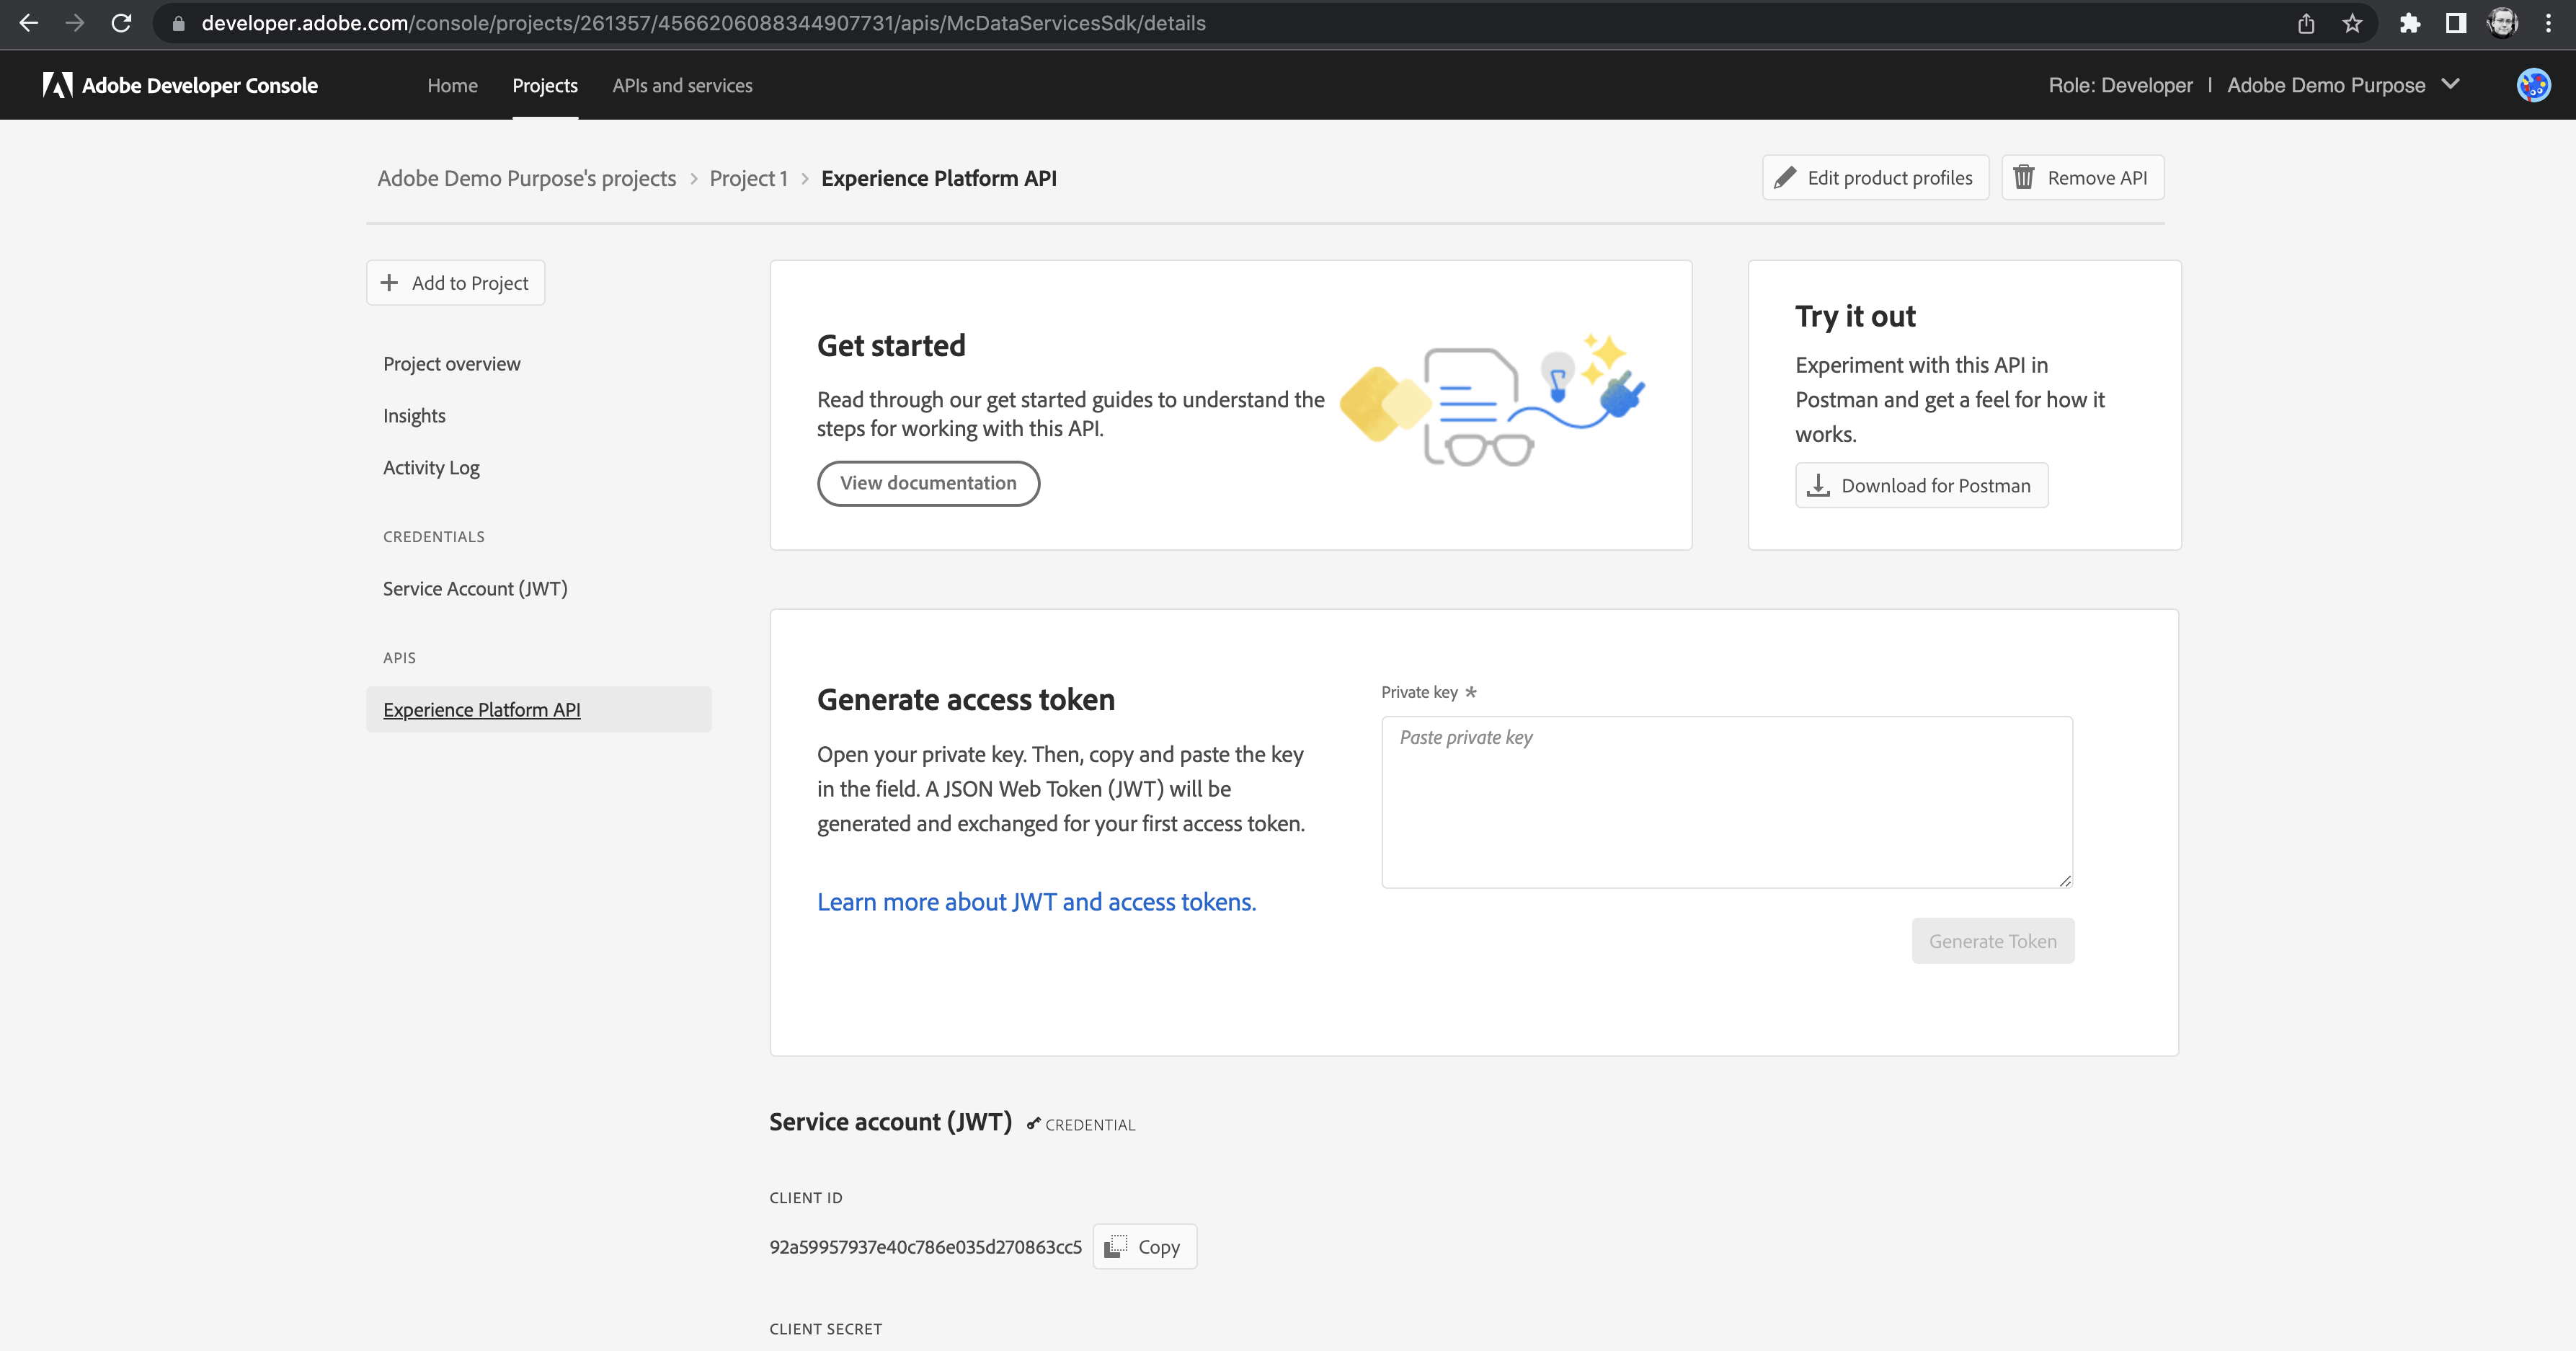 developer.adobe.com/console/projects/261357/4566206088344907731/apis/McDataServicesSdk/details
Adobe Developer Console
Home
Projects
APIs and services
Role: Developer | Adobe Demo Purpose
Adobe Demo Purpose's projects > Project 1 > Experience Platform API
Edit product profiles
Remove API
Add to Project
Project overview
Insights
Activity Log
CREDENTIALS
Service Account (JWT)
APIS
Experience Platform API
Get started
Read through our get started guides to understand the
steps for working with this API.
View documentation
Try it out
Experiment with this API in
Postman and get a feel for how it
works.
Download for Postman
Generate access token
Open your private key. Then, copy and paste the key
in the field. A JSON Web Token (JWT) will be
generated and exchanged for your first access token.
Learn more about JWT and access tokens.
Private key *
Paste private key
Generate Token
Service account (JWT)
CREDENTIAL
CLIENT ID
92a59957937e40c786e035d270863cc5
Copy
CLIENT SECRET